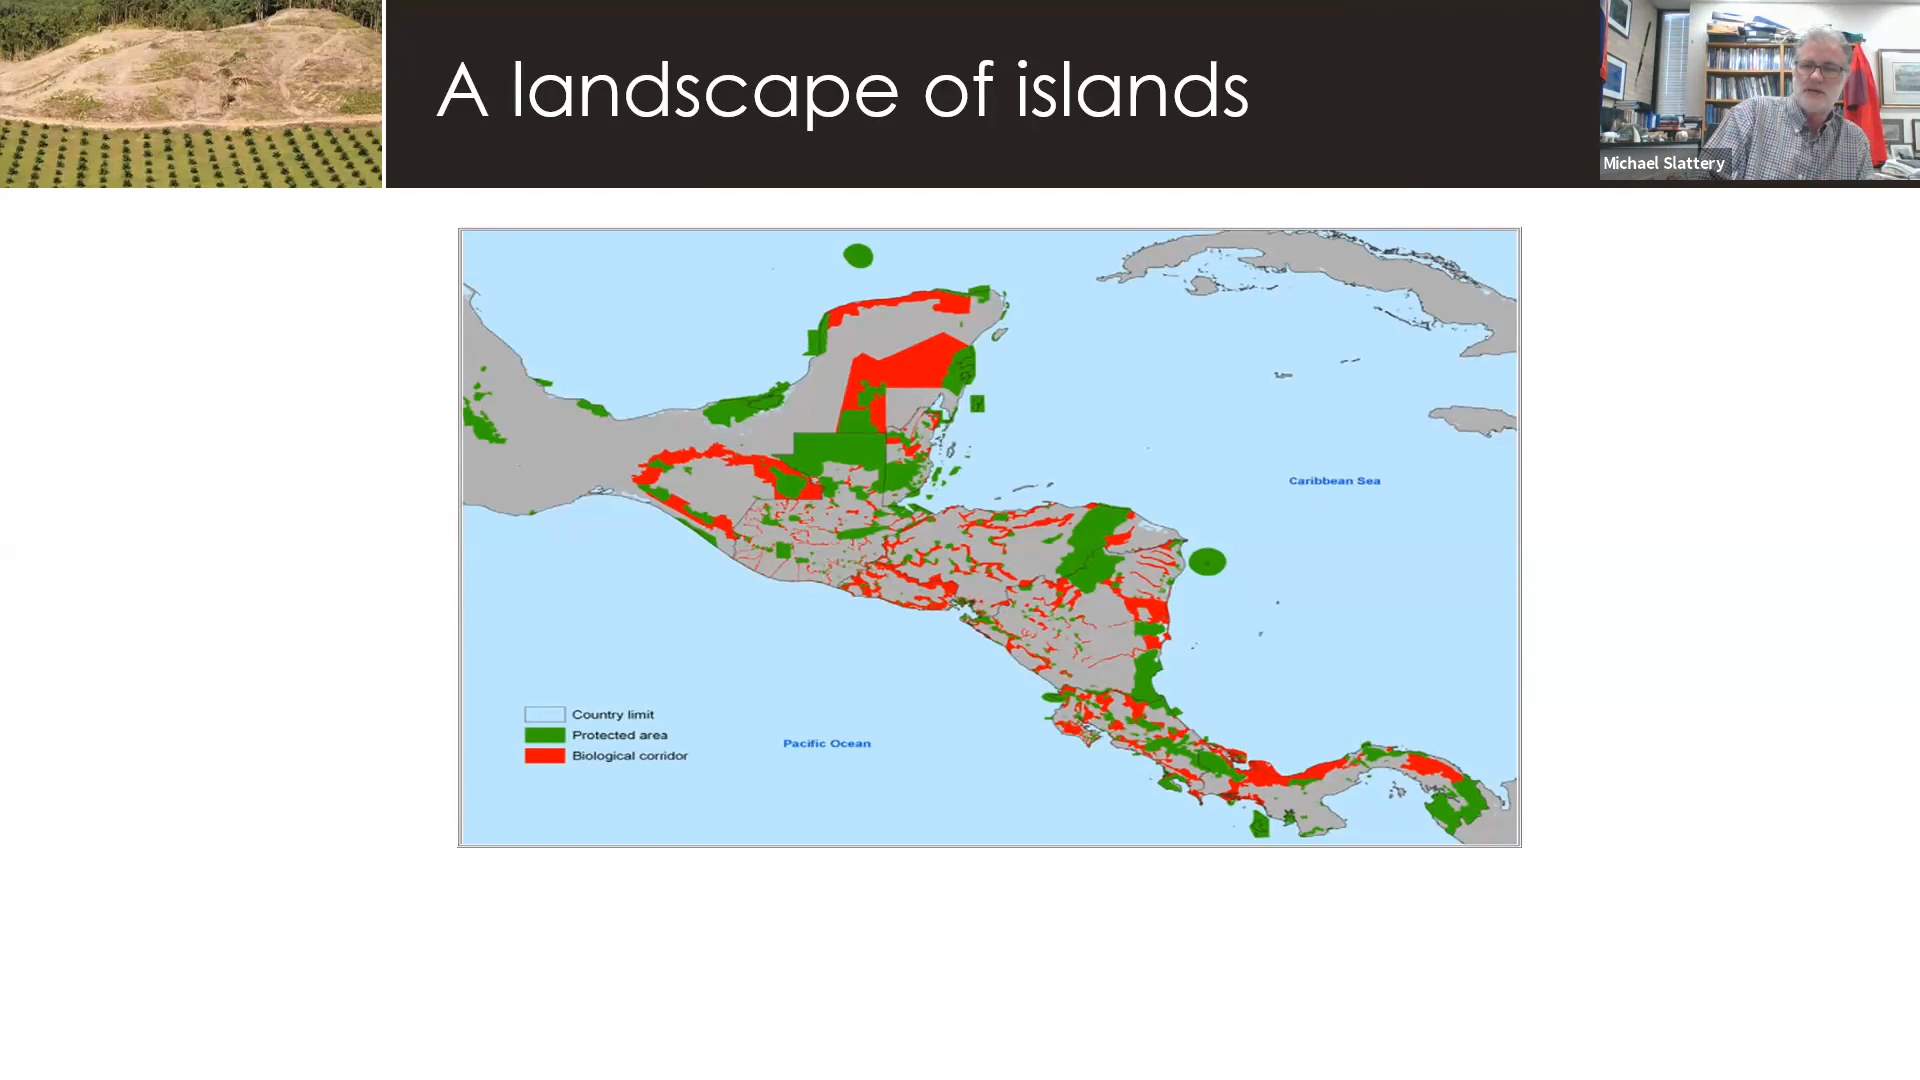 A landscape of islands
Michael Slattery
Caribbean Sea
Country limit
Protected area
Pacific Ocean
Biological corridor